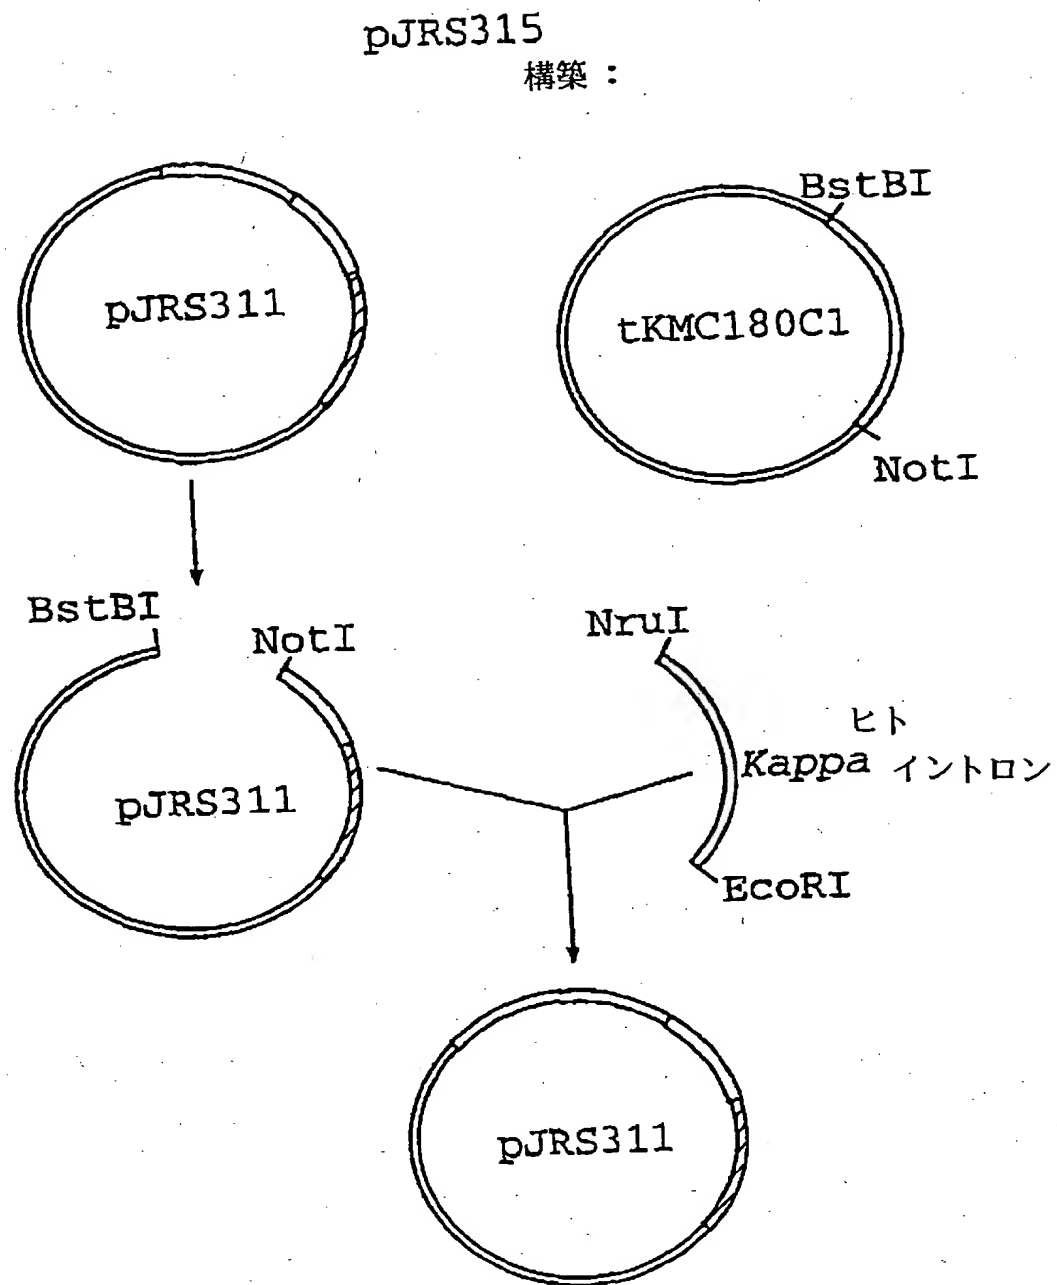 pJRS315
構築：
BstBI
pJRS311
tKMC180C1
NotI
BstBI
NotI
NruI
ヒト
Kappa イントロン
pJRS311
EcoRI
pJRS311